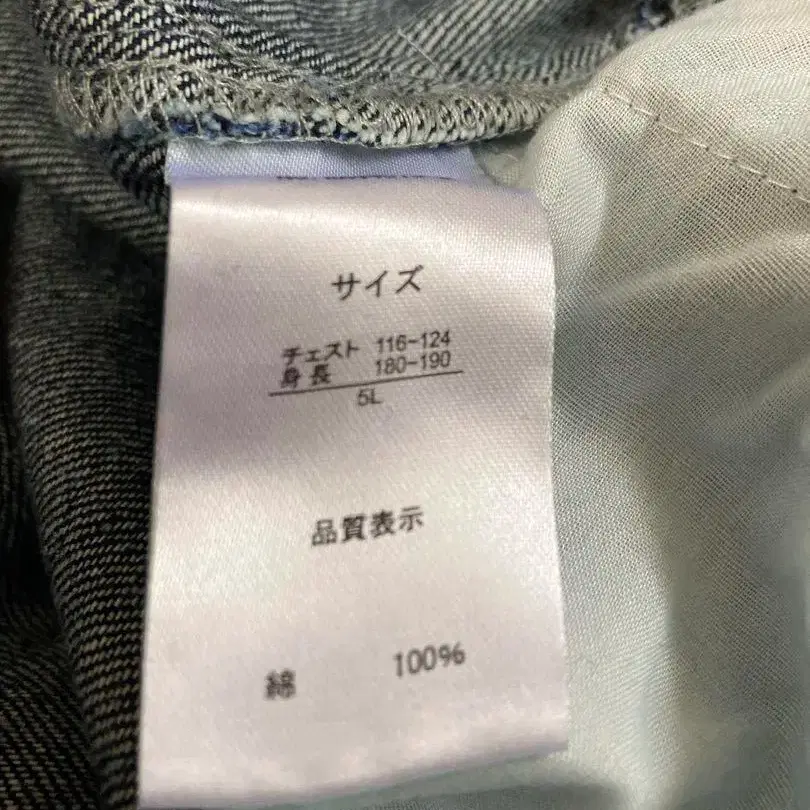 サイズ
チェスト 116-124
身長 180-190
5L
品質表示
綿 100%